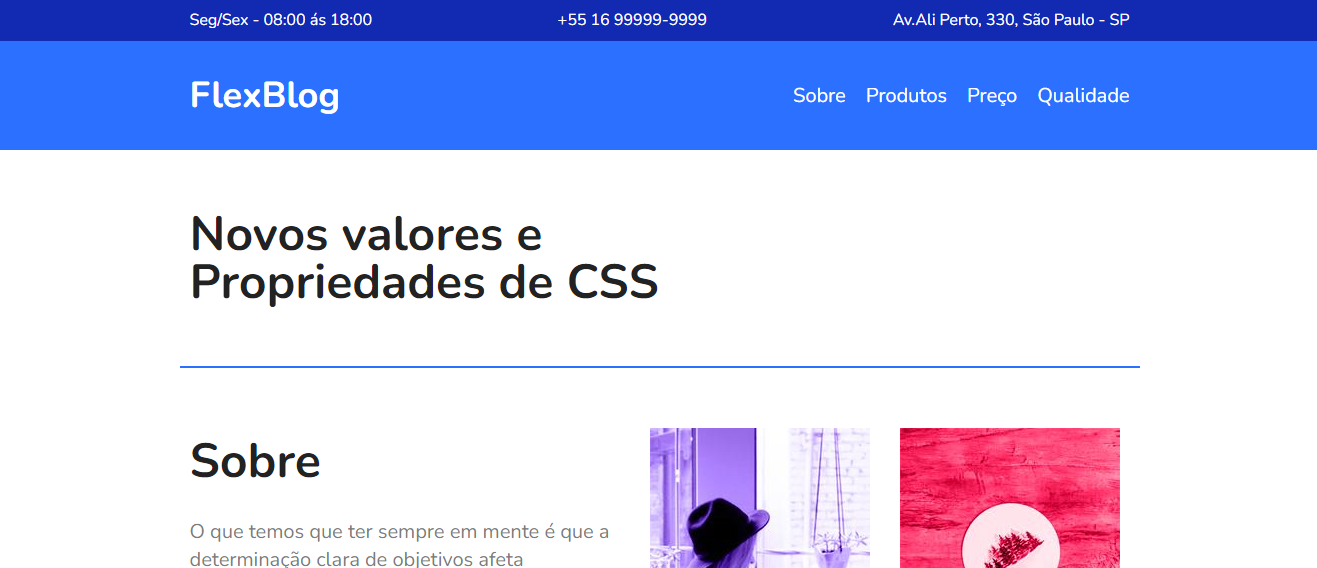 Seg/Sex - 08:00 ás 18:00
+55 16 99999-9999
Av.Ali Perto, 330, São Paulo - SP
FlexBlog
Sobre
Produtos
Preço
Qualidade
Novos valores e
Propriedades de CSS
Sobre
O que temos que ter sempre em mente é que a
determinação clara de objetivos afeta